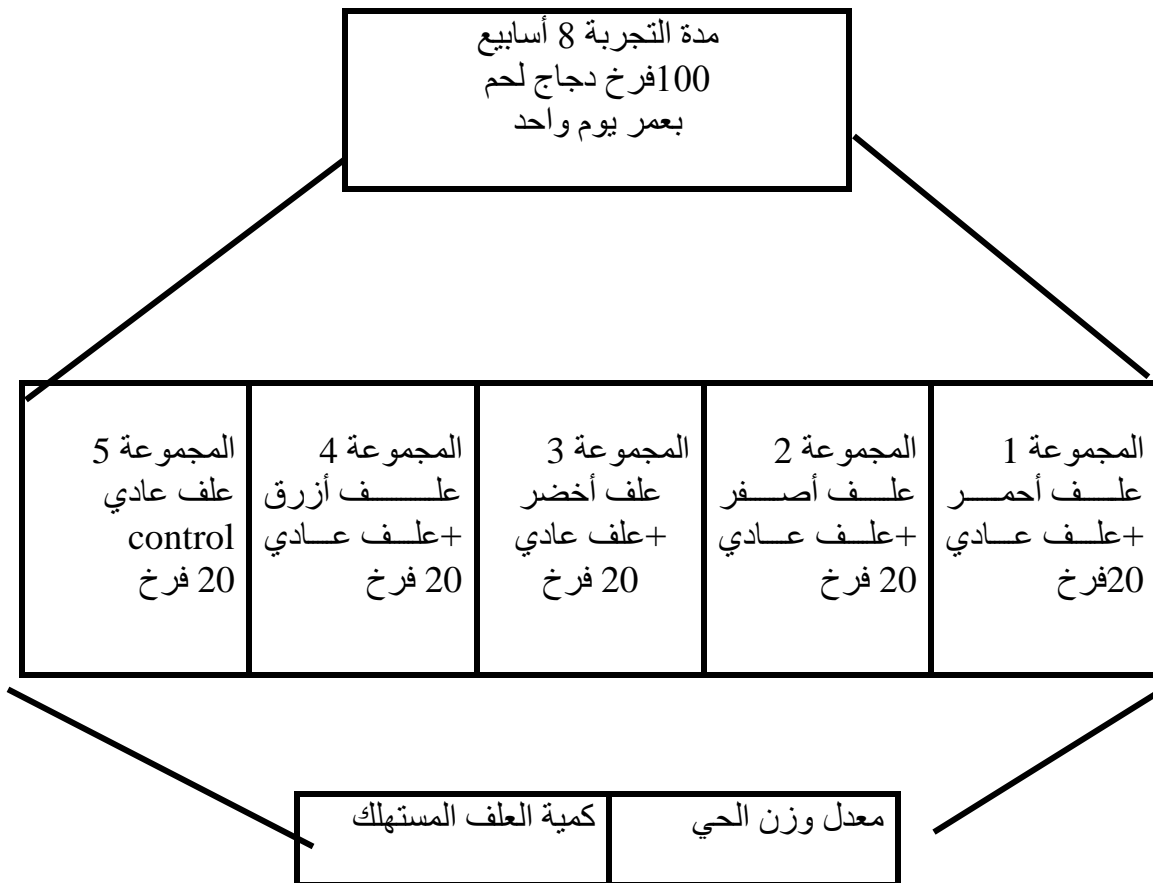 مدة التجربة 8 أسابيع
100فرخ دجاج لحم
بعمر يوم واحد
المجموعة 1
علف أحمر
+علف عادي
20فرخ
المجموعة 2
علف أصفر
+علف عادي
20 فرخ
المجموعة 3
علف أخضر
+علف عادي
20 فرخ
المجموعة 4
علف أزرق
+علف عادي
20 فرخ
المجموعة 5
علف عادي
control
20 فرخ
معدل وزن الحي
كمية العلف المستهلك